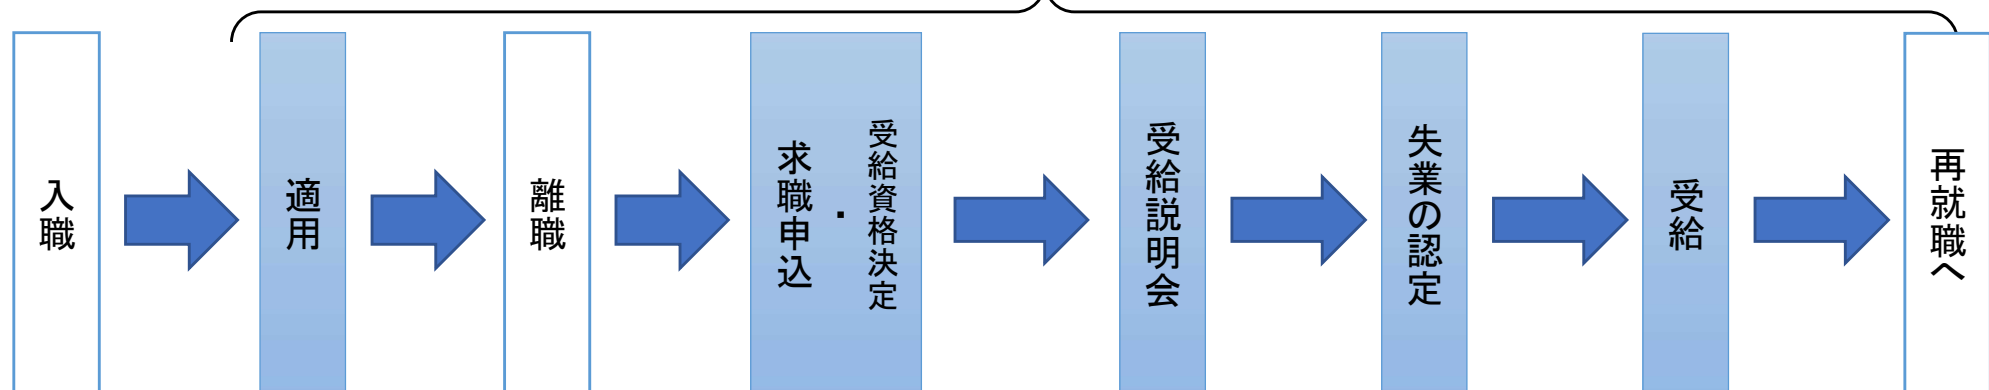 入職
適用
離職
受給資格決定
・
求職申込
受給説明会
失業の認定
受給
再就職へ